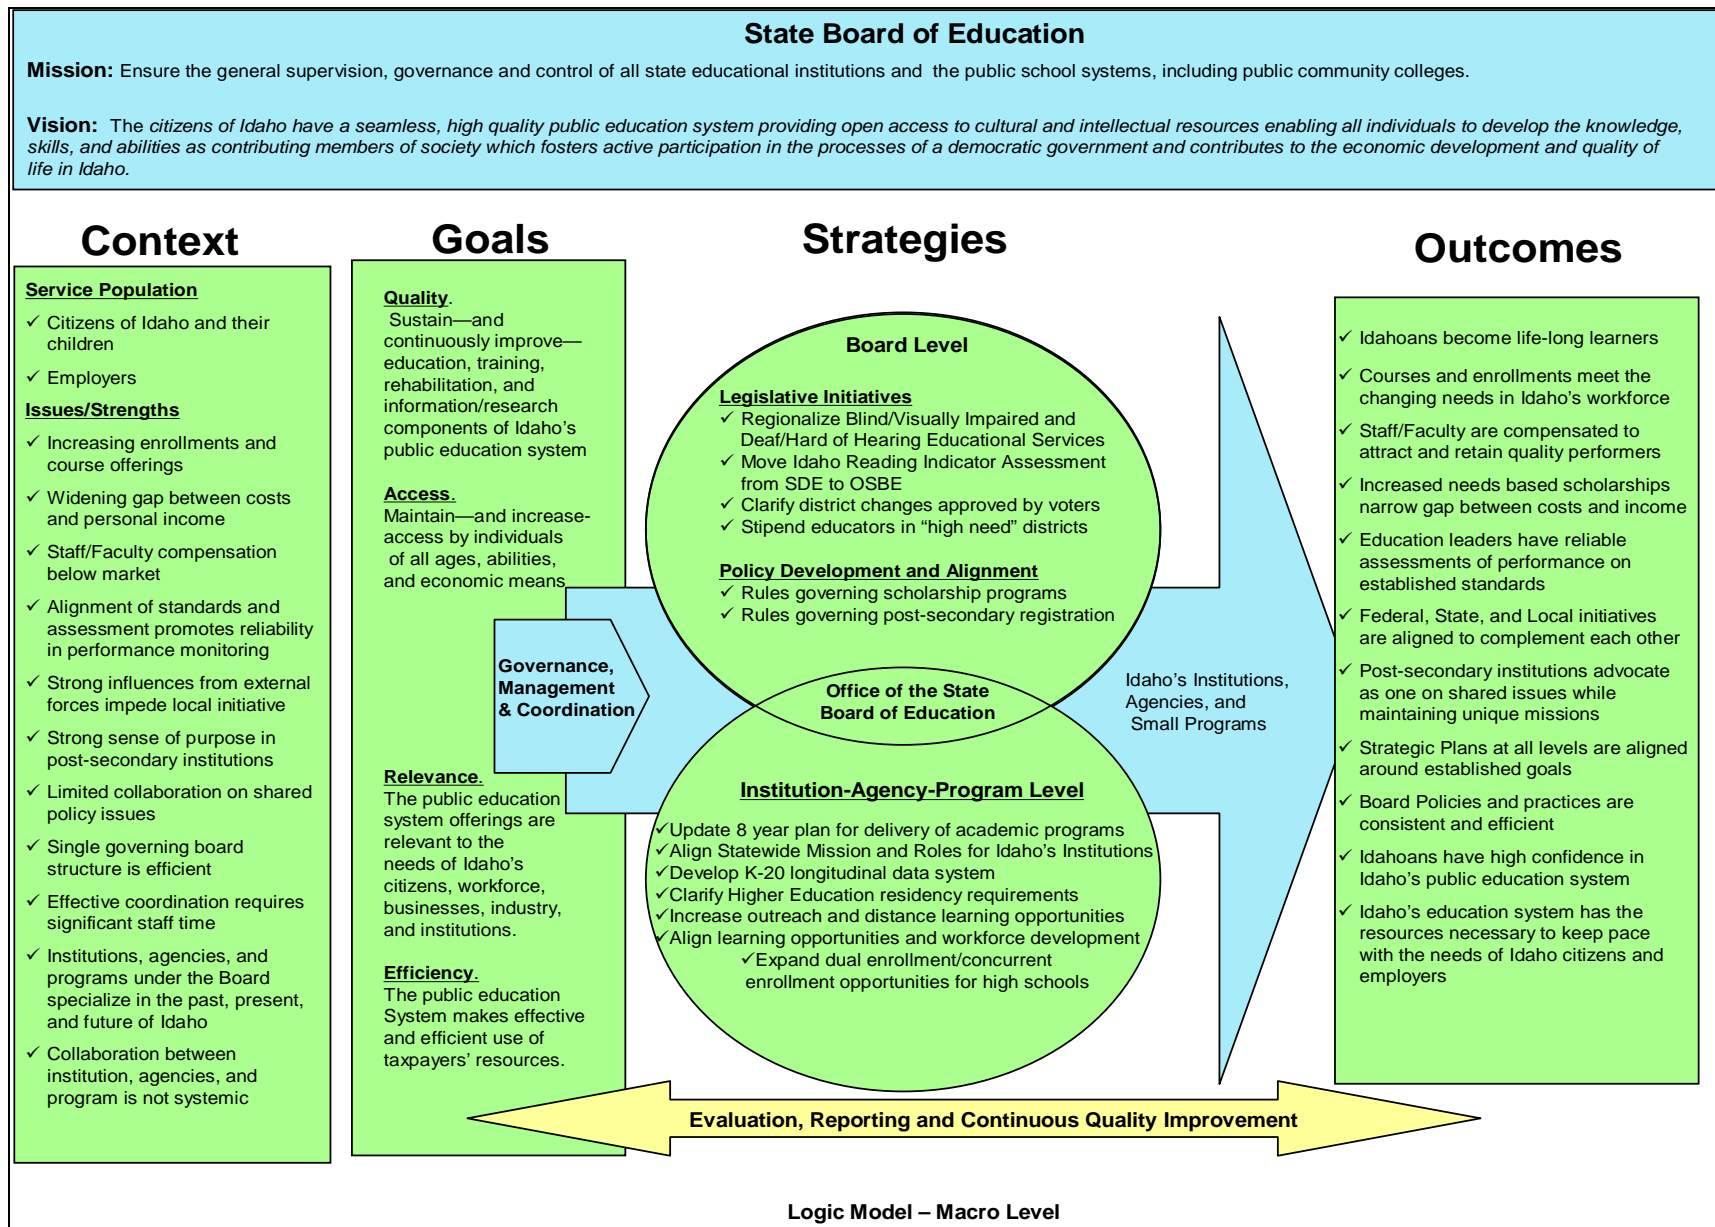 State Board of Education
Mission: Ensure the general supervision, governance and control of all state educational institutions and the public school systems, including public community colleges.
Vision: The citizens of Idaho have a seamless, high quality public education system providing open access to cultural and intellectual resources enabling all individuals to develop the knowledge,
skills, and abilities as contributing members of society which fosters active participation in the processes of a democratic government and contributes to the economic development and quality of
life in Idaho.
Context
Service Population
✓ Citizens of Idaho and their
children
✓ Employers
Issues/Strengths
✓ Increasing enrollments and
course offerings
✓ Widening gap between costs
and personal income
✓ Staff/Faculty compensation
below market
✓ Alignment of standards and
assessment promotes reliability
in performance monitoring
✓ Strong influences from external
forces impede local initiative
✓ Strong sense of purpose in
post-secondary institutions
✓ Limited collaboration on shared
policy issues
✓ Single governing board
structure is efficient
✓ Effective coordination requires
significant staff time
✓ Institutions, agencies, and
programs under the Board
specialize in the past, present,
and future of Idaho
✓ Collaboration between
institution, agencies, and
program is not systemic
Goals
Quality.
Sustain—and
continuously improve—
education, training,
rehabilitation, and
information/research
components of Idaho's
public education system
Access.
Maintain—and increase-
access by individuals
of all ages, abilities,
and economic means
Governance,
Management
& Coordination
Relevance.
The public education
system offerings are
relevant to the
needs of Idaho's
citizens, workforce,
businesses, industry,
and institutions.
Efficiency.
The public education
System makes effective
and efficient use of
taxpayers' resources.
Strategies
Board Level
Legislative Initiatives
✓ Regionalize Blind/Visually Impaired and
Deaf/Hard of Hearing Educational Services
✓ Move Idaho Reading Indicator Assessment
from SDE to OSBE
✓ Clarify district changes approved by voters
✓ Stipend educators in "high need" districts
Policy Development and Alignment
✓ Rules governing scholarship programs
✓ Rules governing post-secondary registration
Office of the State
Board of Education
Institution-Agency-Program Level
✓Update 8 year plan for delivery of academic programs
✓Align Statewide Mission and Roles for Idaho's Institutions
✓Develop K-20 longitudinal data system
✓Clarify Higher Education residency requirements
✓Increase outreach and distance learning opportunities
✓Align learning opportunities and workforce development
✓Expand dual enrollment/concurrent
enrollment opportunities for high schools
Idaho's Institutions,
Agencies, and
Small Programs
Outcomes
✓ Idahoans become life-long learners
✓ Courses and enrollments meet the
changing needs in Idaho's workforce
✓ Staff/Faculty are compensated to
attract and retain quality performers
✓ Increased needs based scholarships
narrow gap between costs and income
✓ Education leaders have reliable
assessments of performance on
established standards
✓ Federal, State, and Local initiatives
are aligned to complement each other
✓ Post-secondary institutions advocate
as one on shared issues while
maintaining unique missions
✓ Strategic Plans at all levels are aligned
around established goals
✓ Board Policies and practices are
consistent and efficient
✓ Idahoans have high confidence in
Idaho's public education system
✓ Idaho's education system has the
resources necessary to keep pace
with the needs of Idaho citizens and
employers
Evaluation, Reporting and Continuous Quality Improvement
Logic Model – Macro Level